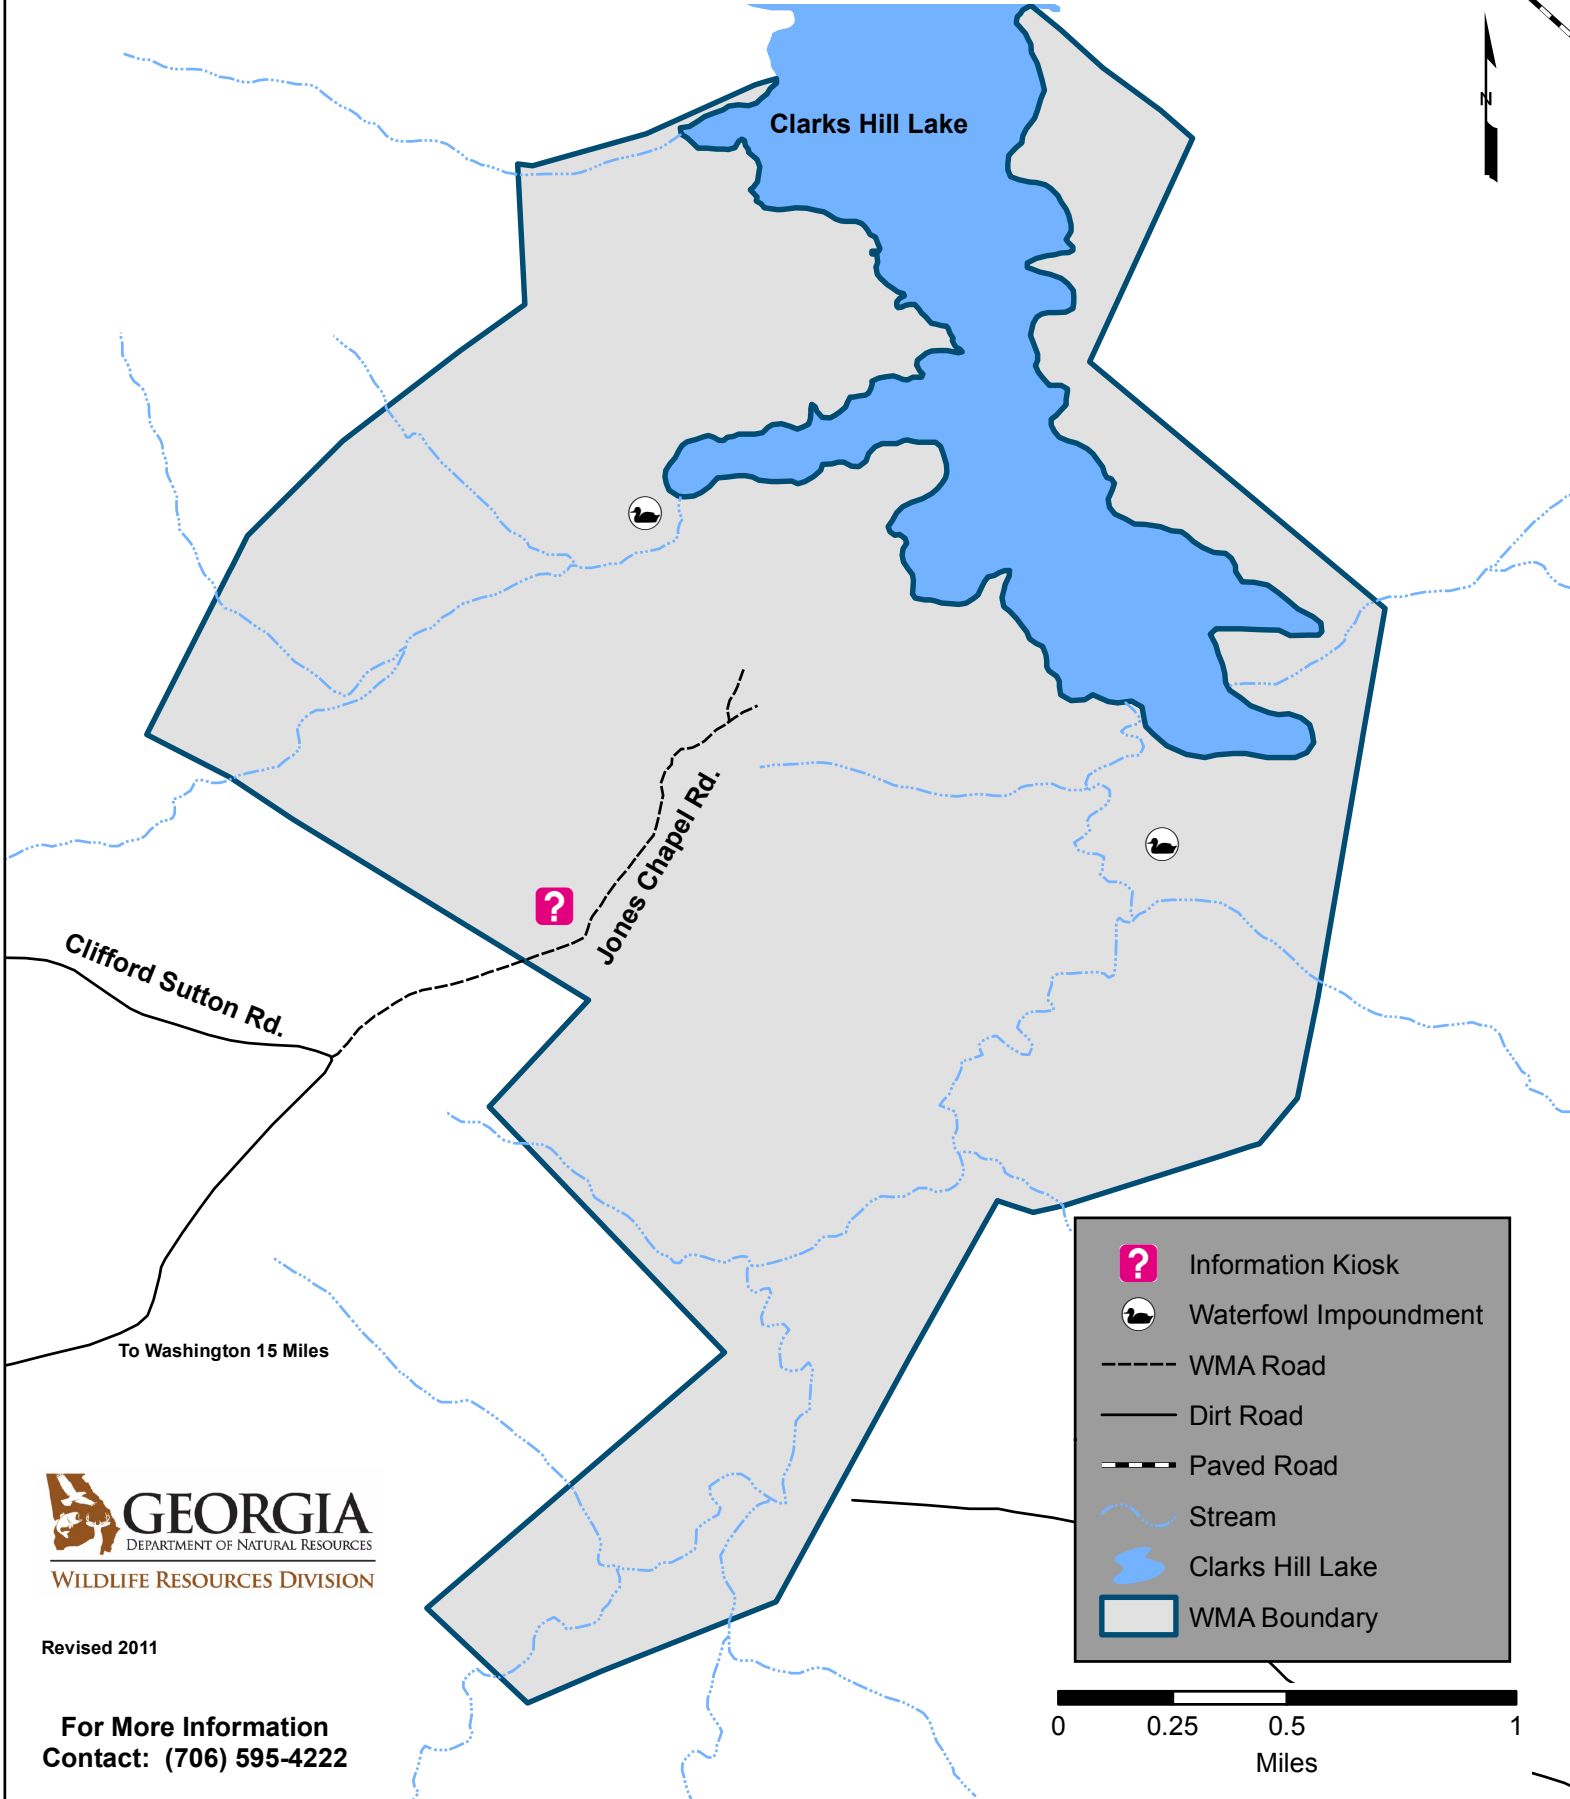 Clarks Hill Lake
N
Jones Chapel Rd.
Clifford Sutton Rd.
To Washington 15 Miles
? Information Kiosk
Waterfowl Impoundment
WMA Road
Dirt Road
Paved Road
Stream
Clarks Hill Lake
WMA Boundary
GEORGIA
DEPARTMENT OF NATURAL RESOURCES
WILDLIFE RESOURCES DIVISION
Revised 2011
For More Information
Contact: (706) 595-4222
0 0.25 0.5 1
Miles